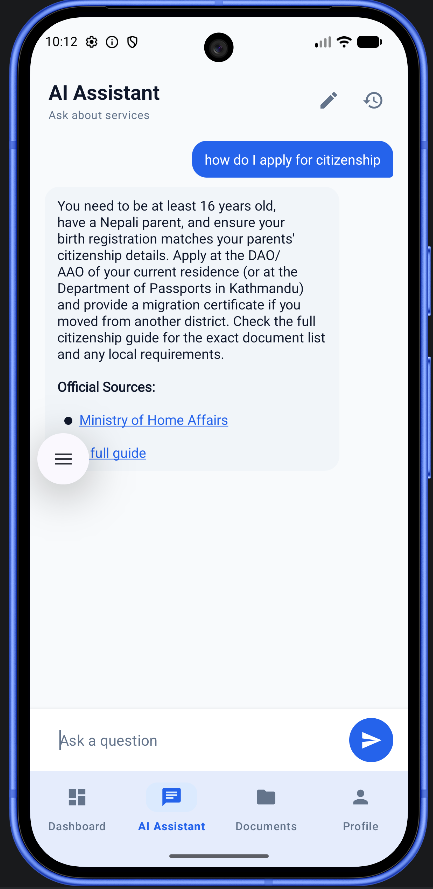 10:12
AI Assistant
Ask about services
how do I apply for citizenship
You need to be at least 16 years old,
have a Nepali parent, and ensure your
birth registration matches your parents'
citizenship details. Apply at the DAO/
AAO of your current residence (or at the
Department of Passports in Kathmandu)
and provide a migration certificate if you
moved from another district. Check the full
citizenship guide for the exact document list
and any local requirements.
Official Sources:
Ministry of Home Affairs
full guide
Ask a question
Dashboard
AI Assistant
Documents
Profile